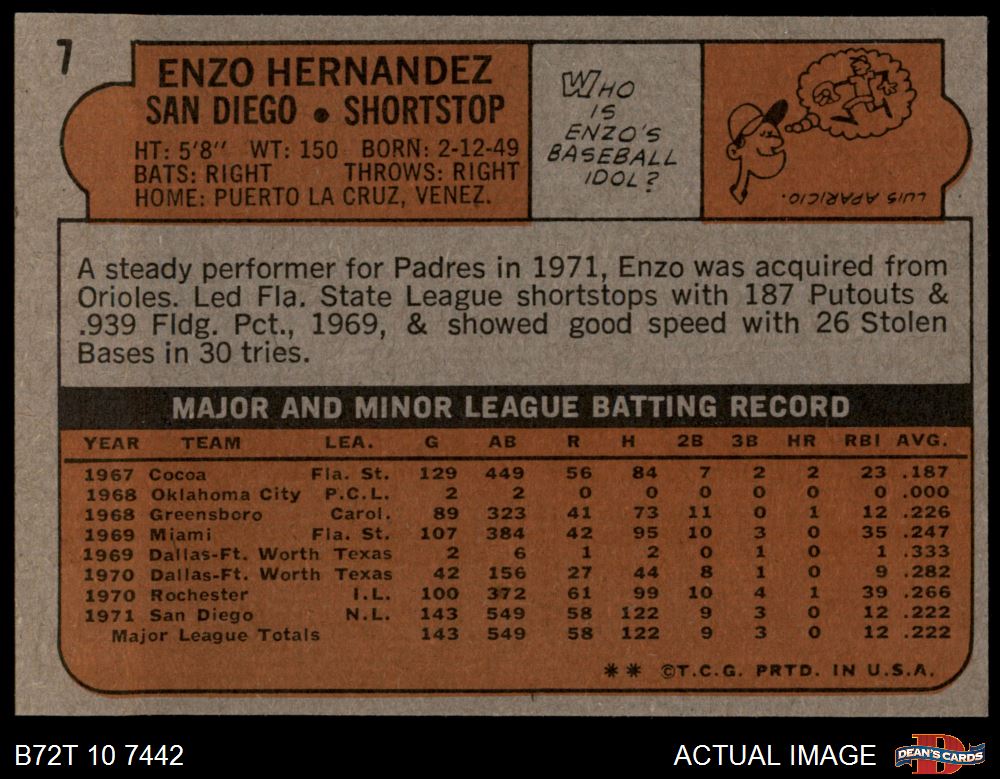 7
ENZO HERNANDEZ
SAN DIEGO • SHORTSTOP
HT: 5'8" WT: 150 BORN: 2-12-49
BATS: RIGHT THROWS: RIGHT
HOME: PUERTO LA CRUZ, VENEZ.
WHO
IS
ENZO'S
BASEBALL
IDOL?
LUIS APARICIO.
A steady performer for Padres in 1971, Enzo was acquired from
Orioles. Led Fla. State League shortstops with 187 Putouts &
.939 Fldg. Pct., 1969, & showed good speed with 26 Stolen
Bases in 30 tries.
MAJOR AND MINOR LEAGUE BATTING RECORD
YEAR TEAM LEA. G AB R H 2B 3B HR RBI AVG.
1967 Cocoa Fla. St. 129 449 56 84 7 2 2 23 .187
1968 Oklahoma City P.C.L. 2 2 0 0 0 0 0 0 .000
1968 Greensboro Carol. 89 323 41 73 11 0 1 12 .226
1969 Miami Fla. St. 107 384 42 95 10 3 0 35 .247
1969 Dallas-Ft. Worth Texas 2 6 1 2 0 1 0 1 .333
1970 Dallas-Ft. Worth Texas 42 156 27 44 8 1 0 9 .282
1970 Rochester I.L. 100 372 61 99 10 4 1 39 .266
1971 San Diego N.L. 143 549 58 122 9 3 0 12 .222
Major League Totals 143 549 58 122 9 3 0 12 .222
** ©T.C.G. PRTD. IN U.S.A.
B72T 10 7442
ACTUAL IMAGE
DEAN'S CARDS